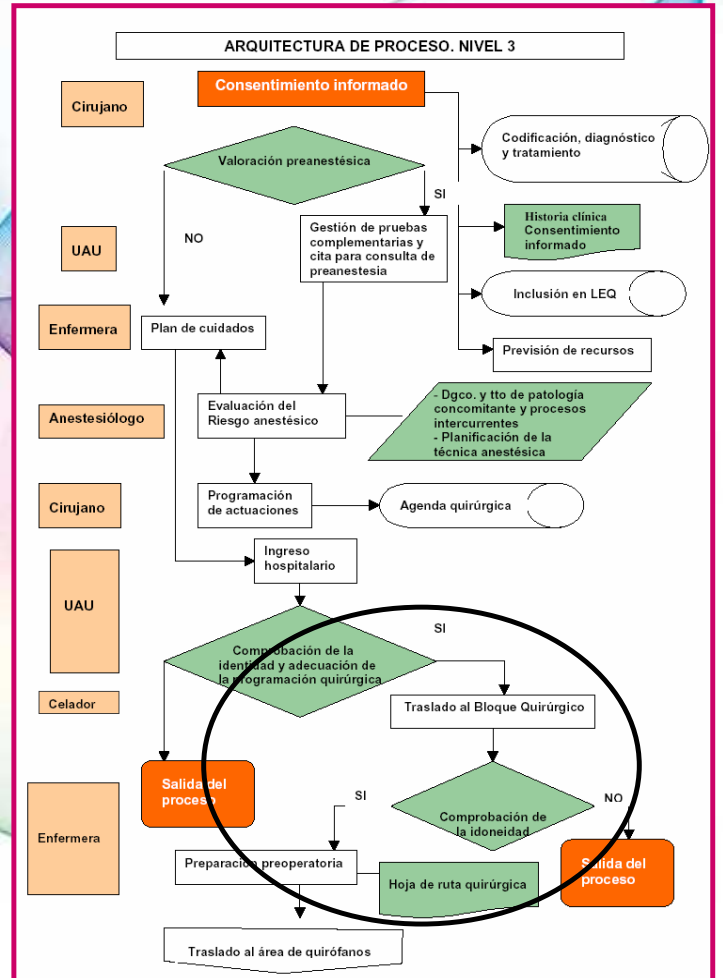 ARQUITECTURA DE PROCESO. NIVEL 3
Consentimiento informado
Cirujano
Codificación, diagnóstico
y tratamiento
Valoración preanestésica
SI
NO
Historia clínica
Consentimiento
informado
Gestión de pruebas
complementarias y
cita para consulta de
preanestesia
UAU
Inclusión en LEQ
Enfermera
Plan de cuidados
Previsión de recursos
Anestesiólogo
Evaluación del
Riesgo anestésico
- Dgco. y tto de patología
concomitante y procesos
intercurrentes
- Planificación de la
técnica anestésica
Cirujano
Programación
de actuaciones
Agenda quirúrgica
Ingreso
hospitalario
UAU
SI
Comprobación de la
identidad y adecuación de
la programación quirúrgica
Celador
Traslado al Bloque Quirúrgico
Salida del
proceso
SI
NO
Comprobación de
la idoneidad
Enfermera
Preparación preoperatoria
Hoja de ruta quirúrgica
Salida del
proceso
Traslado al área de quirófanos